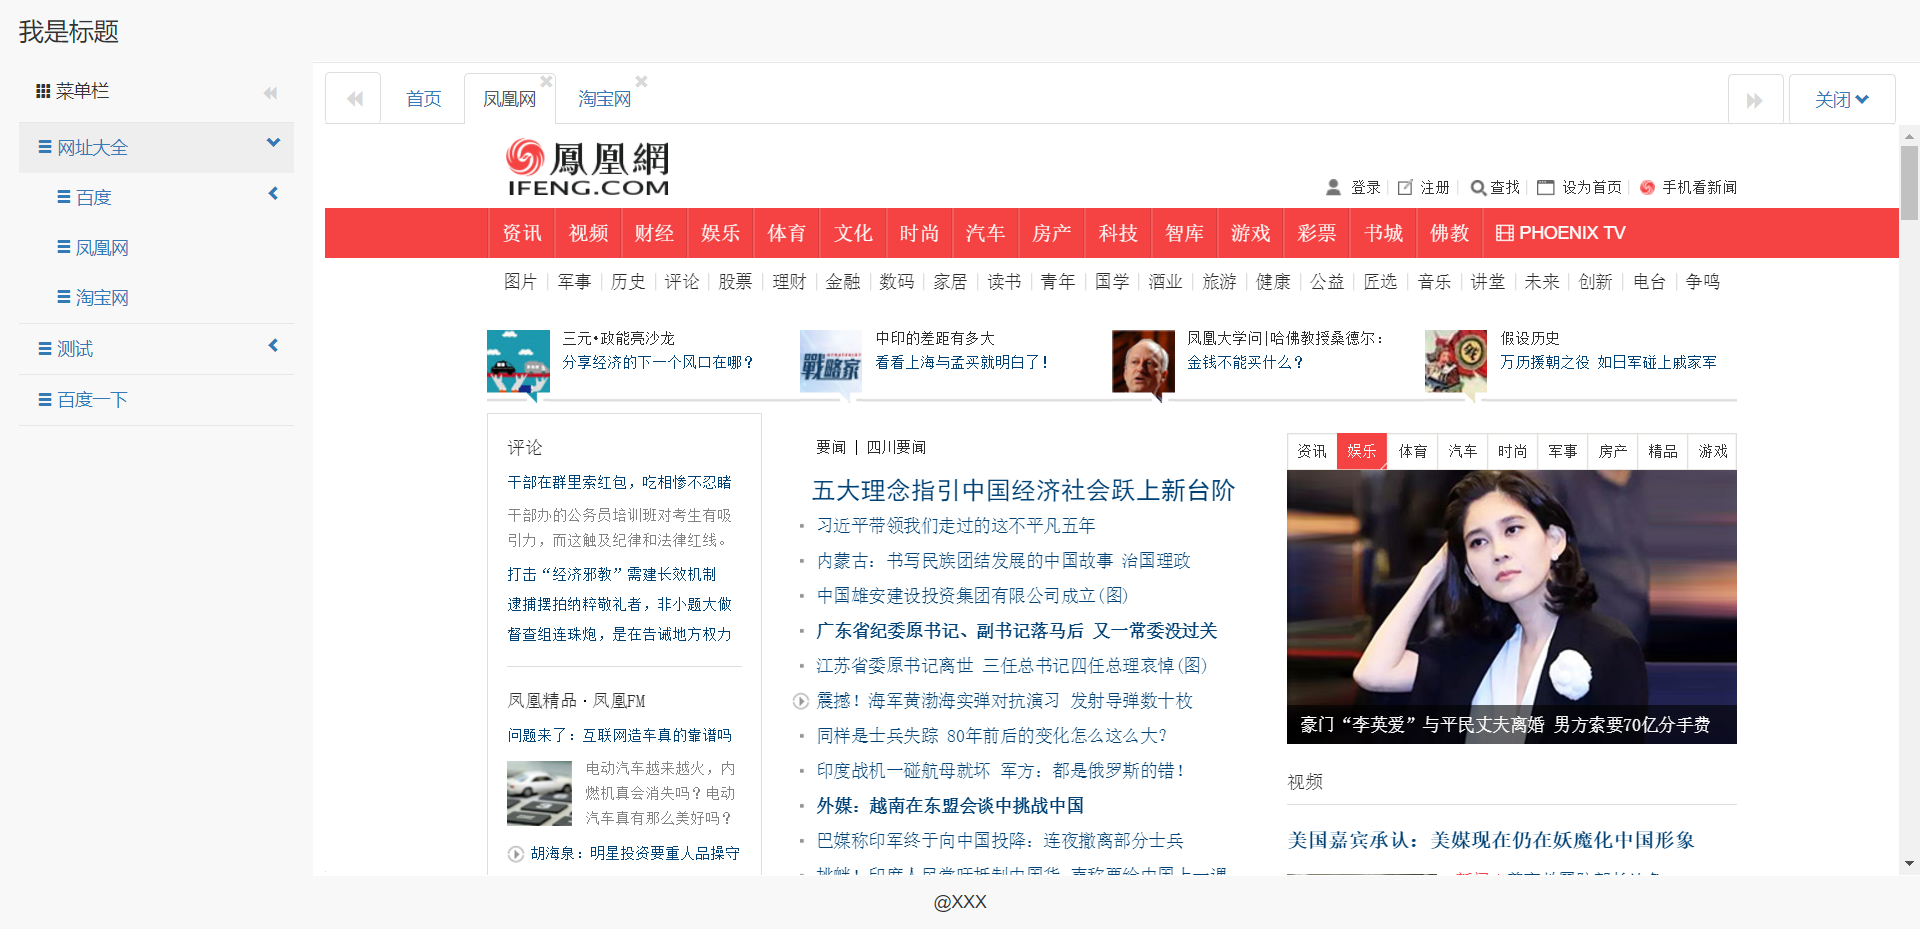 我是标题
菜单栏
网址大全
百度
凤凰网
淘宝网
测试
百度一下
首页
凤凰网
淘宝网
关闭
鳳凰網
IFENG.COM
登录 注册 查找 设为首页 手机看新闻
资讯 视频 财经 娱乐 体育 文化 时尚 汽车 房产 科技 智库 游戏 彩票 书城 佛教 PHOENIX TV
图片 军事 历史 评论 股票 理财 金融 数码 家居 读书 青年 国学 酒业 旅游 健康 公益 匠选 音乐 讲堂 未来 创新 电台 争鸣
三元•政能亮沙龙
分享经济的下一个风口在哪？
戰略家
中印的差距有多大
看看上海与孟买就明白了！
凤凰大学问|哈佛教授桑德尔：
金钱不能买什么？
假设历史
万历援朝之役 如日军碰上戚家军
评论
干部在群里索红包，吃相惨不忍睹
干部办的公务员培训班对考生有吸
引力，而这触及纪律和法律红线。
打击“经济邪教”需建长效机制
逮捕摆拍纳粹敬礼者，非小题大做
督查组连珠炮，是在告诫地方权力
凤凰精品·凤凰FM
问题来了：互联网造车真的靠谱吗
电动汽车越来越火，内
燃机真会消失吗？电动
汽车真有那么美好吗？
胡海泉：明星投资要重人品操守
要闻 | 四川要闻
五大理念指引中国经济社会跃上新台阶
习近平带领我们走过的这不平凡五年
内蒙古：书写民族团结发展的中国故事 治国理政
中国雄安建设投资集团有限公司成立(图)
广东省纪委原书记、副书记落马后 又一常委没过关
江苏省委原书记离世 三任总书记四任总理哀悼(图)
震撼！海军黄渤海实弹对抗演习 发射导弹数十枚
同样是士兵失踪 80年前后的变化怎么这么大？
印度战机一碰航母就坏 军方：都是俄罗斯的错！
外媒：越南在东盟会谈中挑战中国
巴媒称印军终于向中国投降：连夜撤离部分士兵
资讯 娱乐 体育 汽车 时尚 军事 房产 精品 游戏
豪门“李英爱”与平民丈夫离婚 男方索要70亿分手费
视频
美国嘉宾承认：美媒现在仍在妖魔化中国形象
@XXX